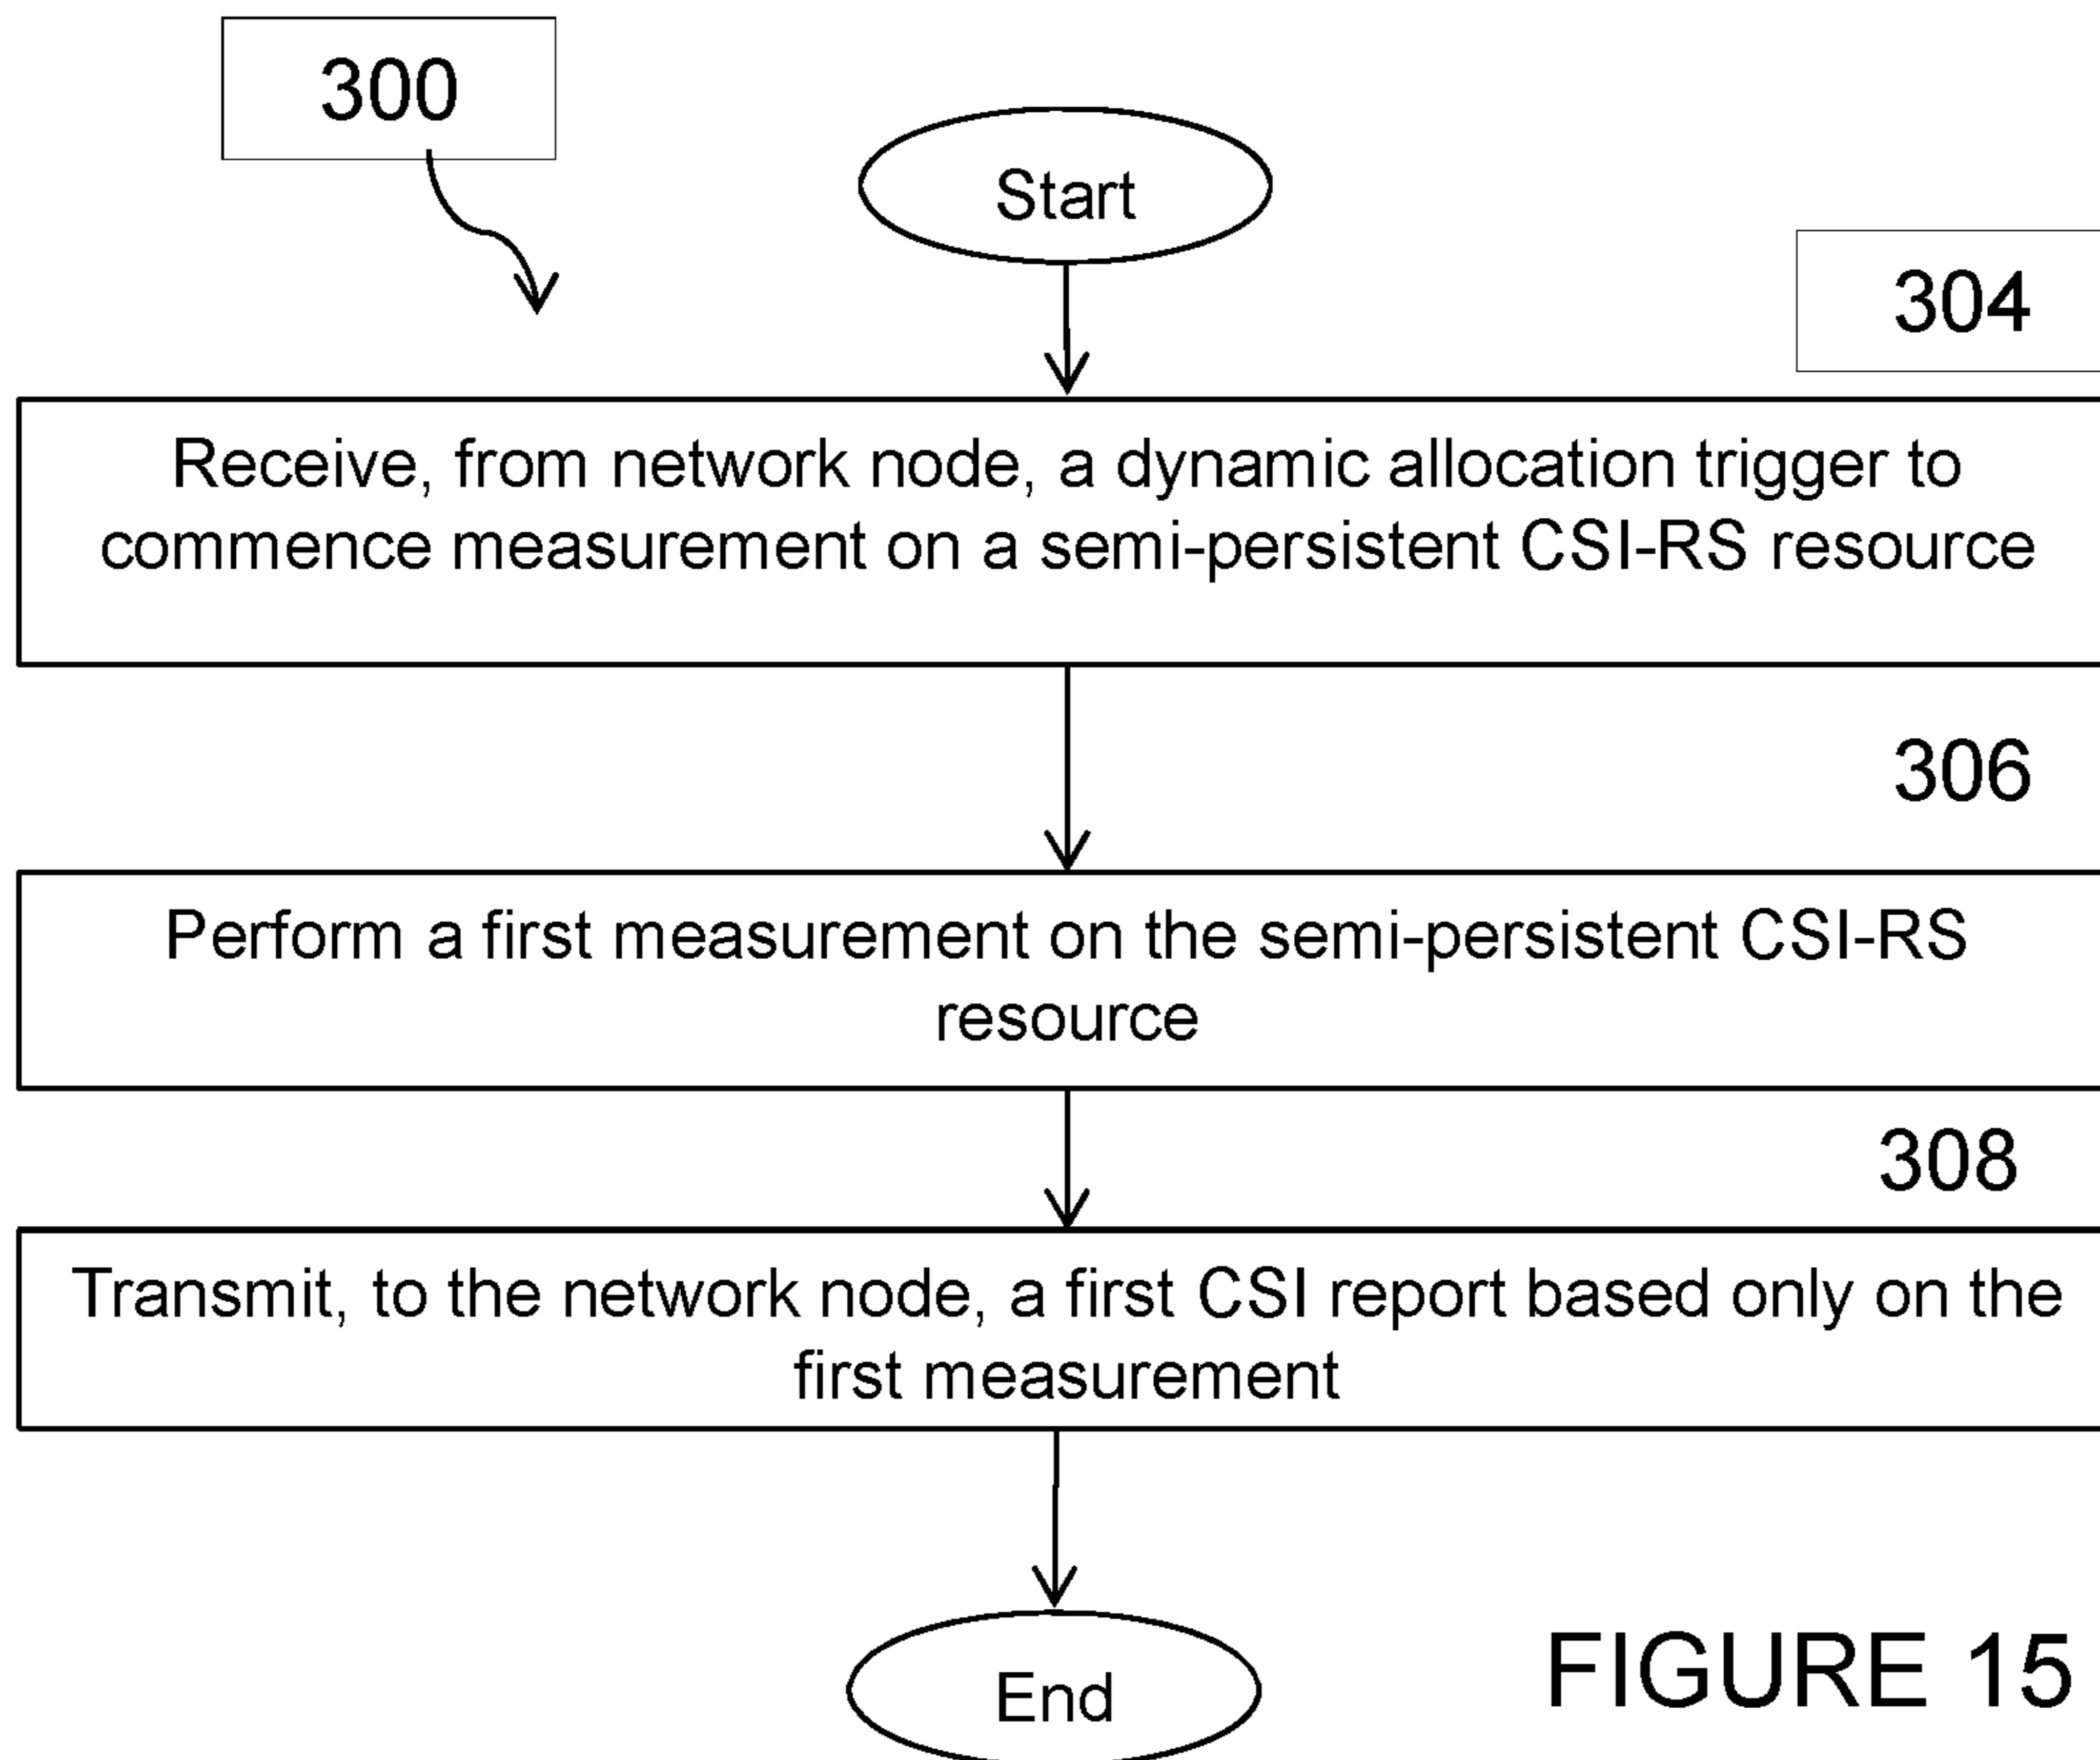 300
Start
304
Receive, from network node, a dynamic allocation trigger to
commence measurement on a semi-persistent CSI-RS resource
306
Perform a first measurement on the semi-persistent CSI-RS
resource
308
Transmit, to the network node, a first CSI report based only on the
first measurement
End
FIGURE 15